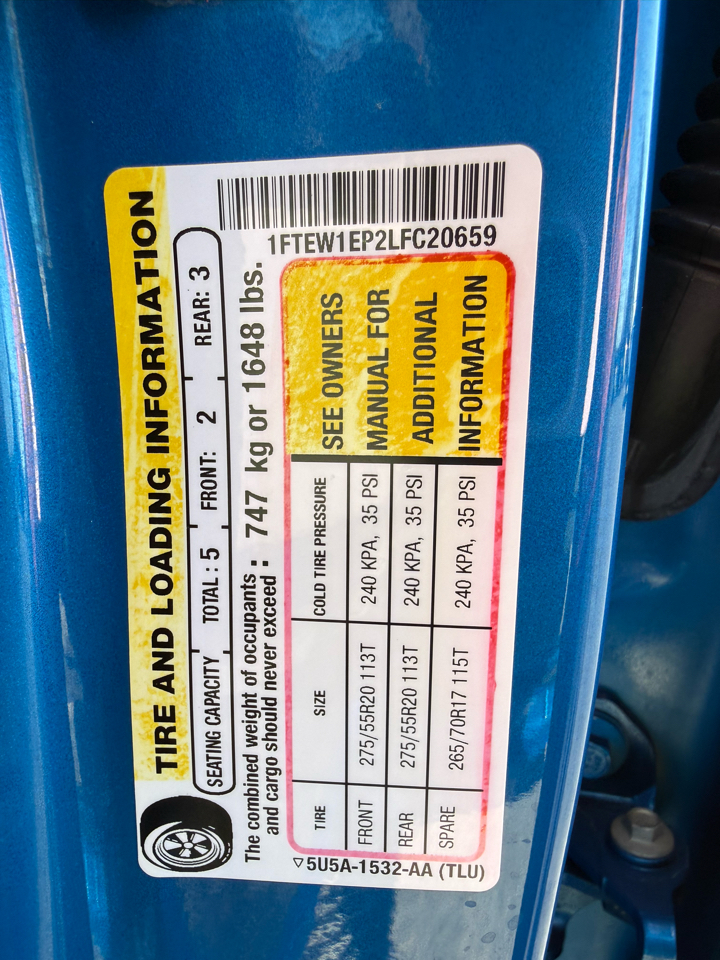 TIRE AND LOADING INFORMATION
SEATING CAPACITY TOTAL : 5 FRONT: 2 REAR: 3
The combined weight of occupants
and cargo should never exceed : 747 kg or 1648 lbs.
1FTEW1EP2LFC20659
TIRE SIZE COLD TIRE PRESSURE
FRONT 275/55R20 113T 240 KPA, 35 PSI
REAR 275/55R20 113T 240 KPA, 35 PSI
SPARE 265/70R17 115T 240 KPA, 35 PSI
SEE OWNERS
MANUAL FOR
ADDITIONAL
INFORMATION
5U5A-1532-AA (TLU)